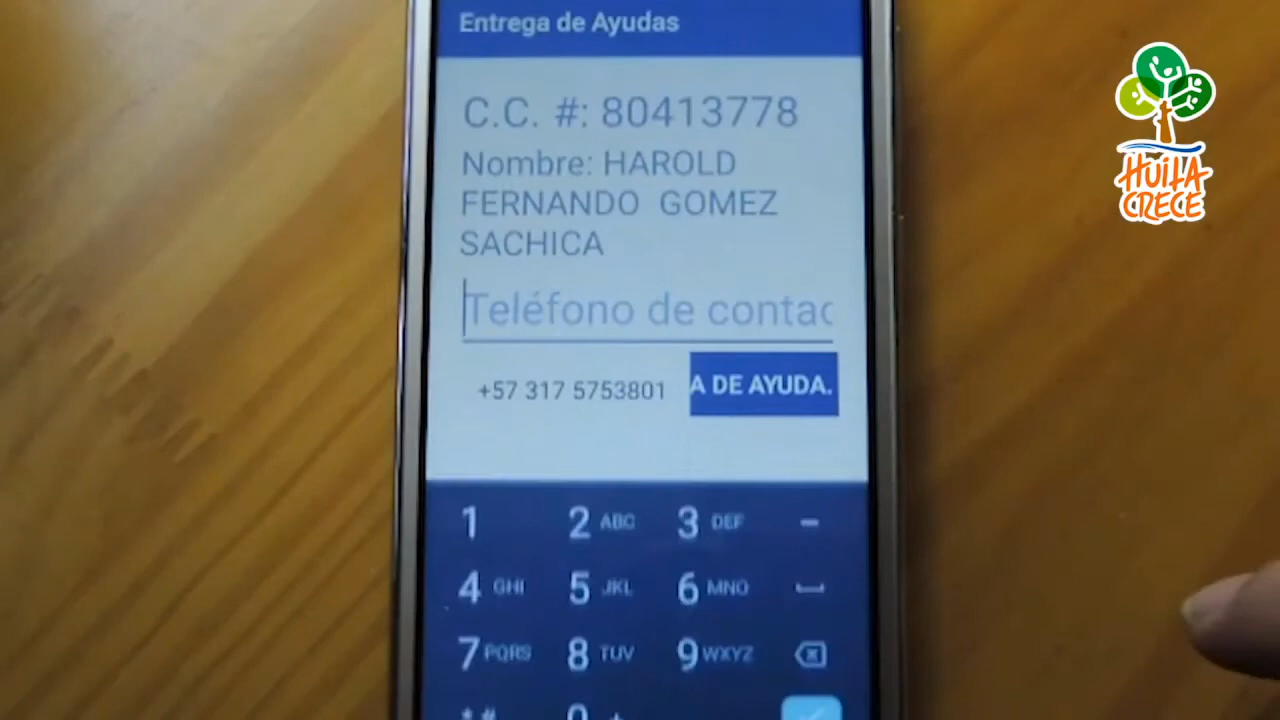 Entrega de Ayudas
C.C. #: 80413778
Nombre: HAROLD
FERNANDO GOMEZ
SACHICA
Teléfono de contac
+57 317 5753801
A DE AYUDA.
HUILA
CRECE
1
2 ABC
3 DEF
-
4 GHI
5 JKL
6 MNO
7 PQRS
8 TUV
9 WXYZ
* #
0 +